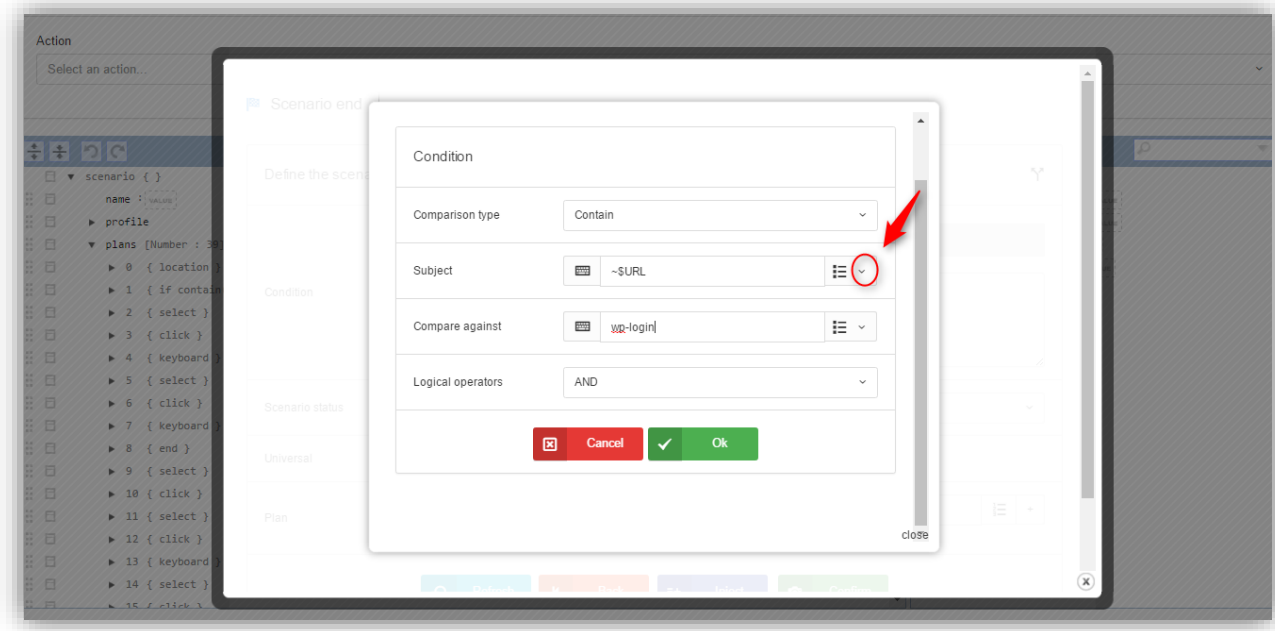 Action
Select an action...
Scenario end
scenario { }
name : VALUE
profile
plans [Number : 39]
0 { location }
1 { if contain
2 { select }
3 { click }
4 { keyboard }
5 { select }
6 { click }
7 { keyboard }
8 { end }
9 { select }
10 { click }
11 { select }
12 { click }
13 { keyboard }
14 { select }
15 { click }
Define the scena
Condition
Scenario status
Universal
Plan
Condition
Comparison type
Contain
Subject
~$URL
Compare against
wp-login
Logical operators
AND
Cancel
Ok
close